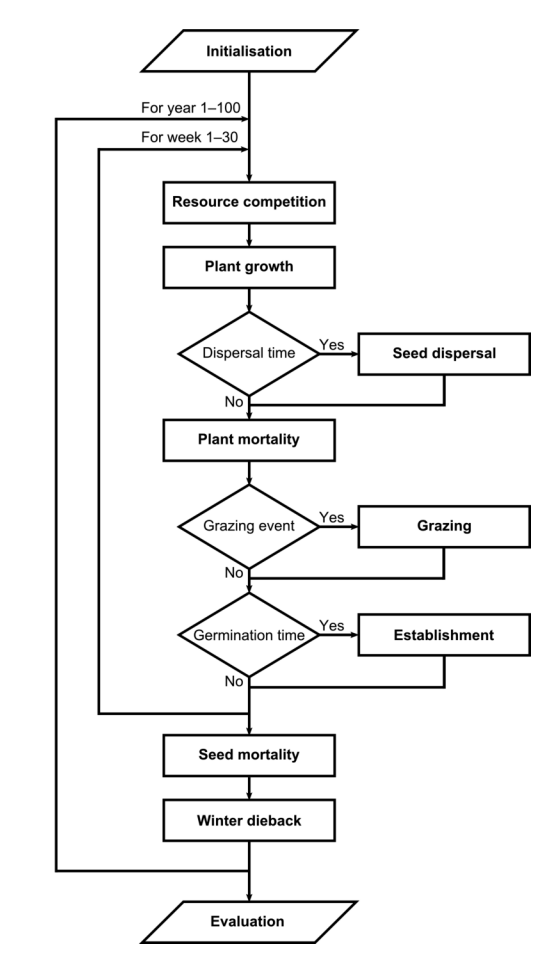 Initialisation
For year 1–100
For week 1–30
Resource competition
Plant growth
Dispersal time
Yes
Seed dispersal
No
Plant mortality
Grazing event
Yes
Grazing
No
Germination time
Yes
Establishment
No
Seed mortality
Winter dieback
Evaluation